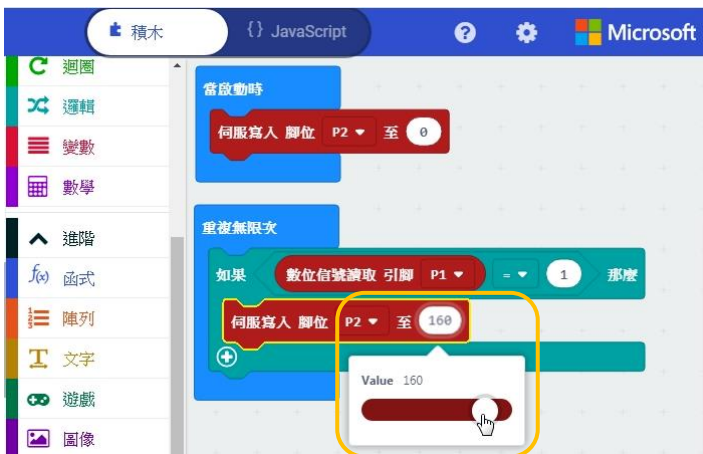 積木
{} JavaScript
?
Microsoft
迴圈
邏輯
變數
數學
進階
f(x) 函式
陣列
T 文字
遊戲
圖像
當啟動時
伺服寫入 腳位 P2 至 0
重複無限次
如果 數位信號讀取 引腳 P1 = 1 那麼
伺服寫入 腳位 P2 至 160
Value 160